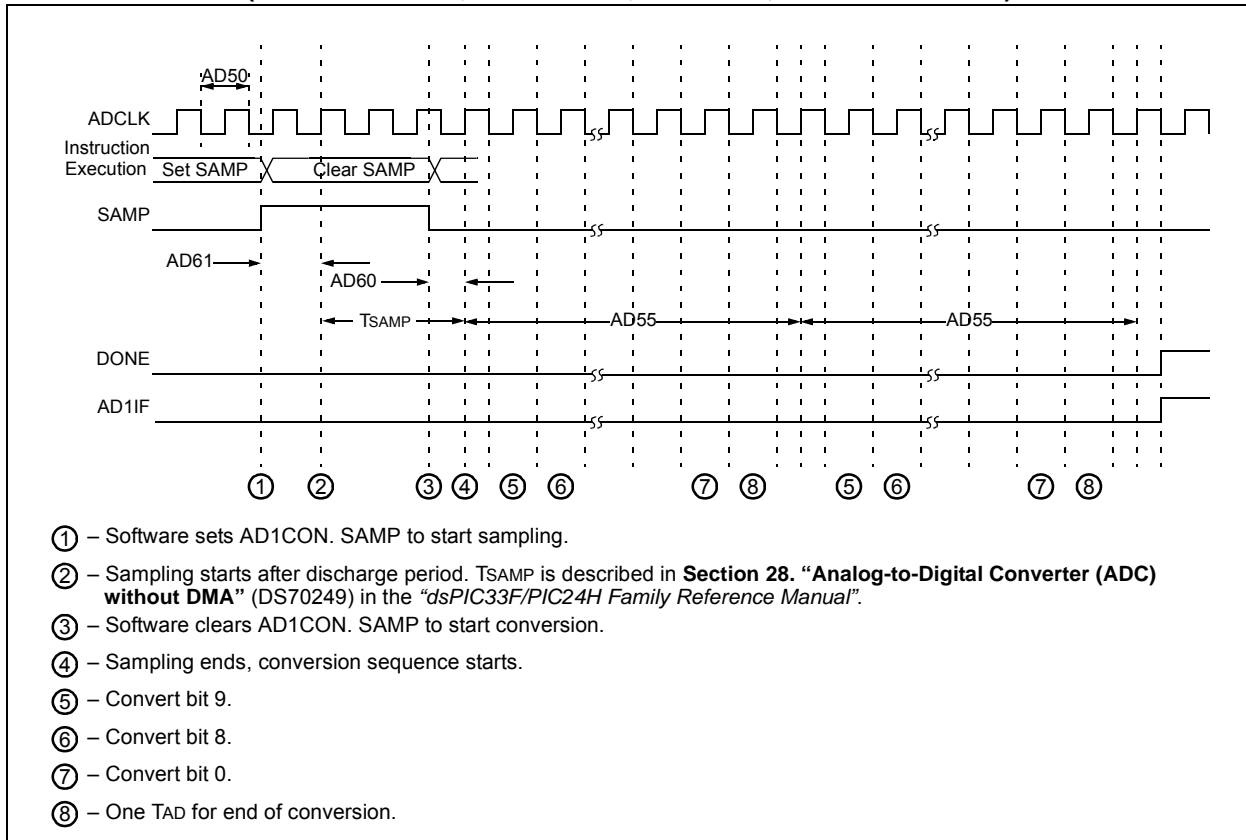 AD50
ADCLK
Instruction
Execution
Set SAMP
Clear SAMP
SAMP
AD61
AD60
TSAMP
AD55
AD55
DONE
AD1IF
1 2 3 4 5 6 7 8 5 6 7 8
1 – Software sets AD1CON. SAMP to start sampling.
2 – Sampling starts after discharge period. TSAMP is described in Section 28. “Analog-to-Digital Converter (ADC)
without DMA” (DS70249) in the “dsPIC33F/PIC24H Family Reference Manual”.
3 – Software clears AD1CON. SAMP to start conversion.
4 – Sampling ends, conversion sequence starts.
5 – Convert bit 9.
6 – Convert bit 8.
7 – Convert bit 0.
8 – One TAD for end of conversion.